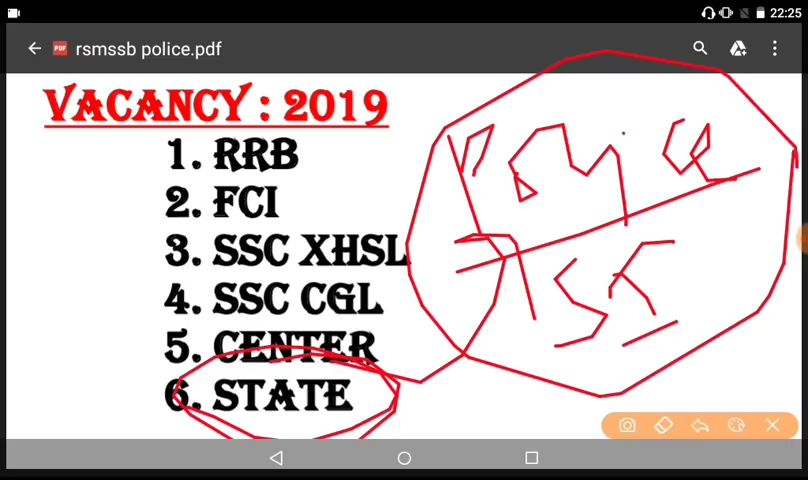 22:25
rsmssb police.pdf
VACANCY : 2019
1. RRB
2. FCI
3. SSC XHSL
4. SSC CGL
5. CENTER
6. STATE
Police